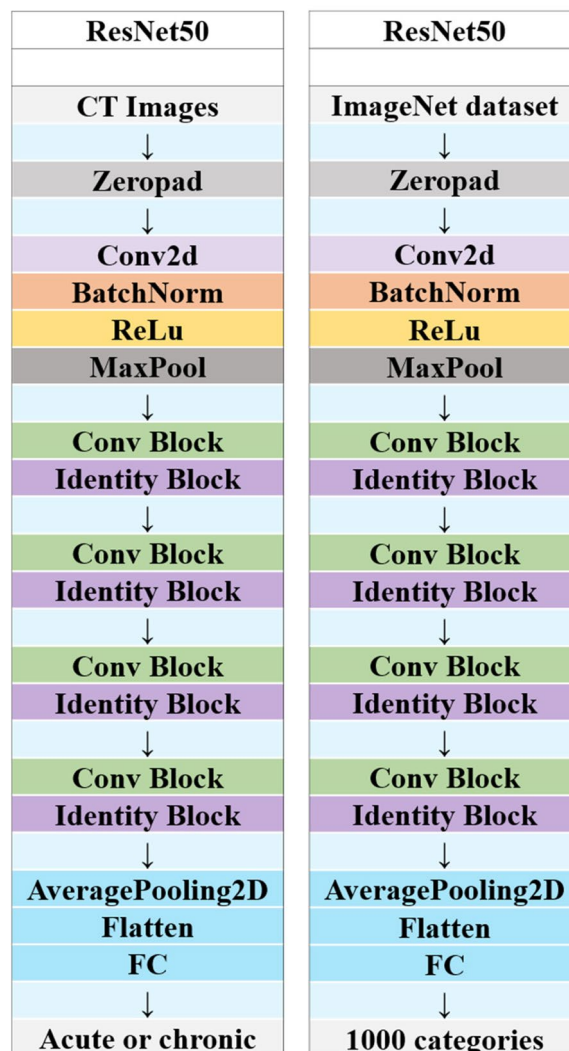 ResNet50
CT Images
↓
Zeropad
↓
Conv2d
BatchNorm
ReLu
MaxPool
↓
Conv Block
Identity Block
↓
Conv Block
Identity Block
↓
Conv Block
Identity Block
↓
Conv Block
Identity Block
↓
AveragePooling2D
Flatten
FC
↓
Acute or chronic
ResNet50
ImageNet dataset
↓
Zeropad
↓
Conv2d
BatchNorm
ReLu
MaxPool
↓
Conv Block
Identity Block
↓
Conv Block
Identity Block
↓
Conv Block
Identity Block
↓
Conv Block
Identity Block
↓
AveragePooling2D
Flatten
FC
↓
1000 categories